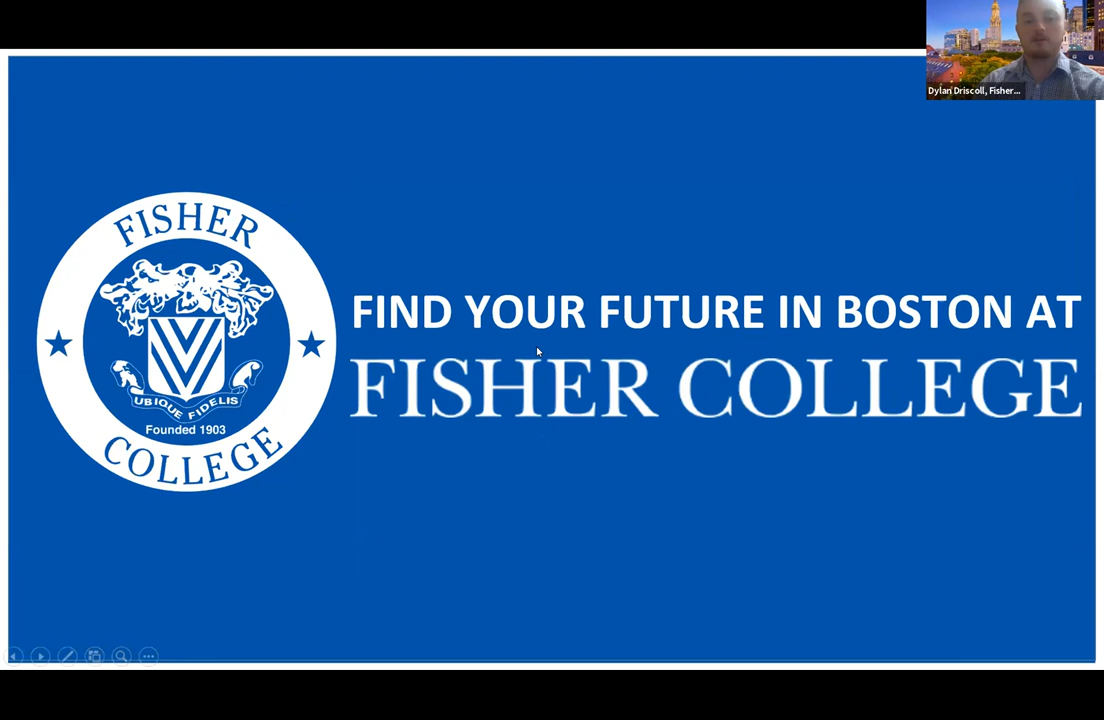 Dylan Driscoll, Fisher...
FISHER
UBIQUE FIDELIS
Founded 1903
COLLEGE
FIND YOUR FUTURE IN BOSTON AT
FISHER COLLEGE